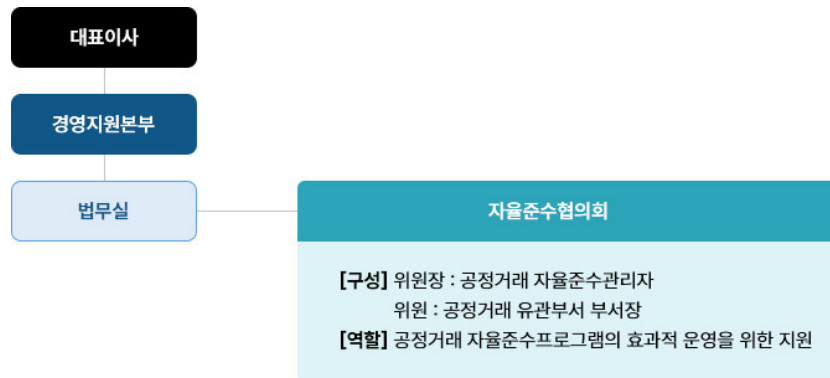 대표이사
경영지원본부
법무실
자율준수협의회
[구성] 위원장 : 공정거래 자율준수관리자
위원 : 공정거래 유관부서 부서장
[역할] 공정거래 자율준수프로그램의 효과적 운영을 위한 지원